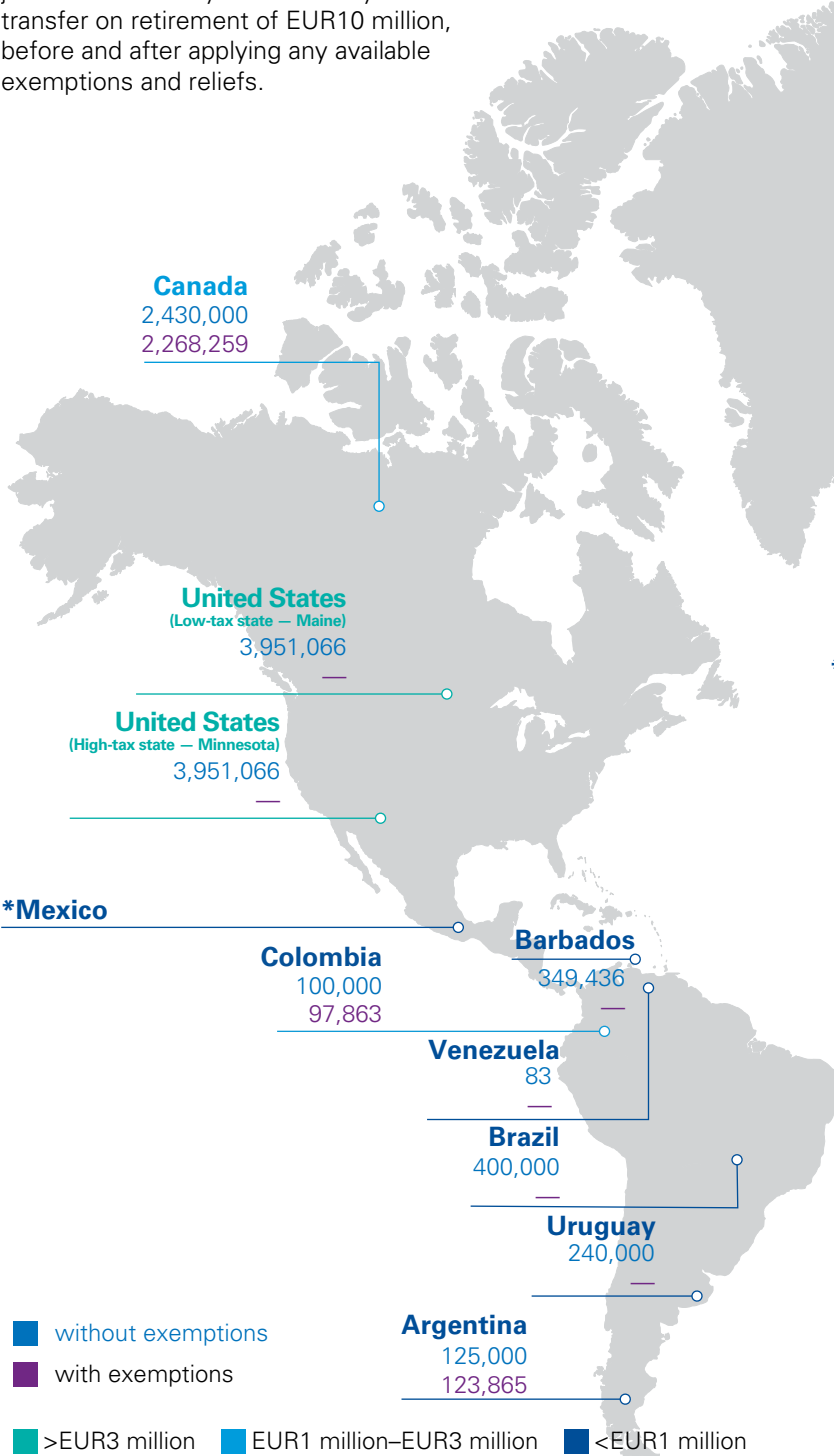 transfer on retirement of EUR10 million,
before and after applying any available
exemptions and reliefs.
Canada
2,430,000
2,268,259
United States
(Low-tax state — Maine)
3,951,066
—
United States
(High-tax state — Minnesota)
3,951,066
—
*Mexico
Colombia
100,000
97,863
Barbados
349,436
—
Venezuela
83
—
Brazil
400,000
—
Uruguay
240,000
—
Argentina
125,000
123,865
without exemptions
with exemptions
>EUR3 million EUR1 million–EUR3 million <EUR1 million